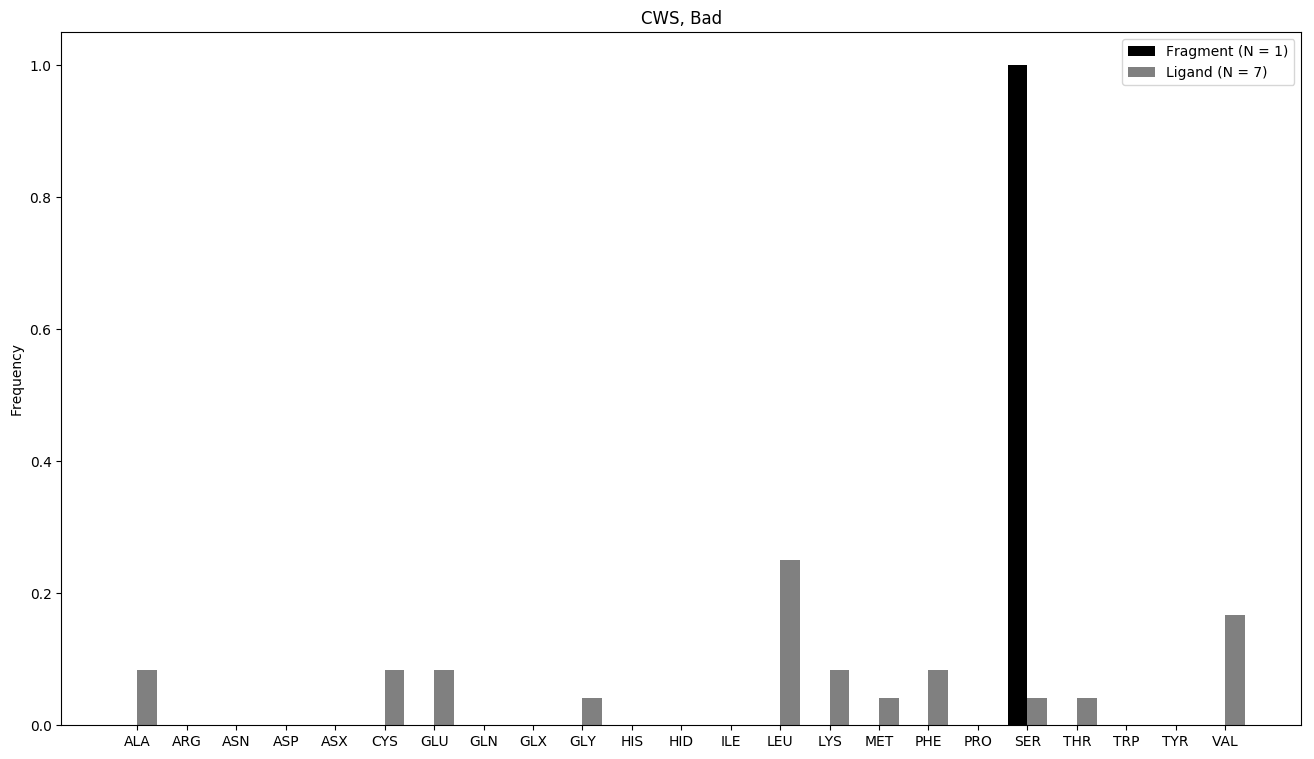 CWS, Bad
Fragment (N = 1)
Ligand (N = 7)
Frequency
1.0
0.8
0.6
0.4
0.2
0.0
ALA ARG ASN ASP ASX CYS GLU GLN GLX GLY HIS HID ILE LEU LYS MET PHE PRO SER THR TRP TYR VAL